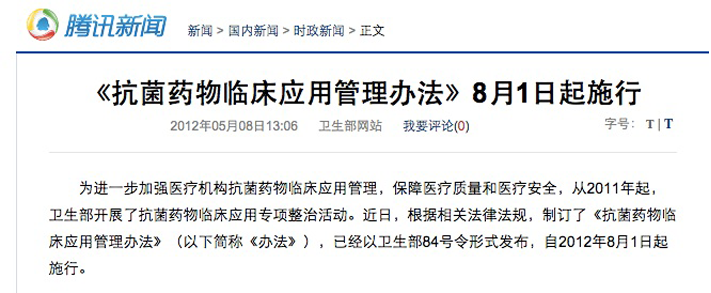 腾讯新闻 新闻 > 国内新闻 > 时政新闻 > 正文
《抗菌药物临床应用管理办法》8月1日起施行
2012年05月08日13:06 卫生部网站 我要评论(0) 字号： T | T
为进一步加强医疗机构抗菌药物临床应用管理，保障医疗质量和医疗安全，从2011年起，
卫生部开展了抗菌药物临床应用专项整治活动。近日，根据相关法律法规，制订了《抗菌药物临
床应用管理办法》（以下简称《办法》），已经以卫生部84号令形式发布，自2012年8月1日起
施行。